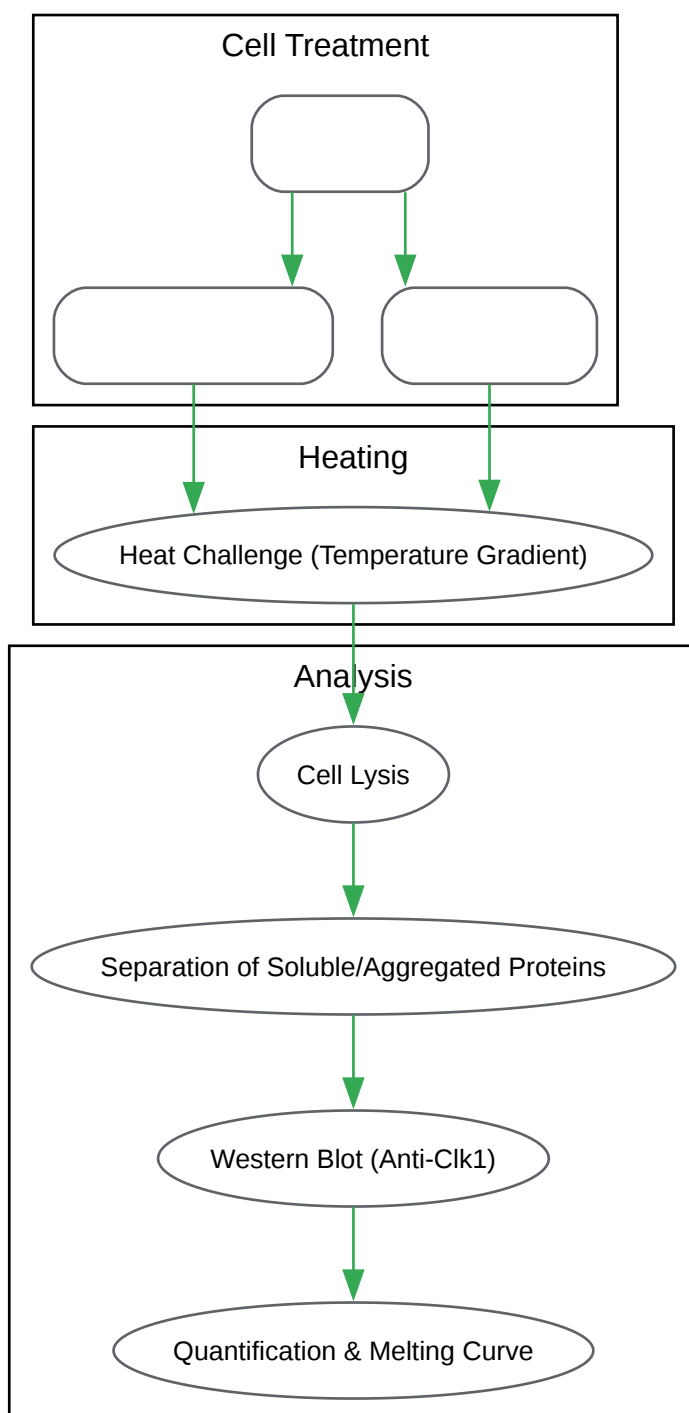 Cell Treatment
Heating
Heat Challenge (Temperature Gradient)
Analysis
Cell Lysis
Separation of Soluble/Aggregated Proteins
Western Blot (Anti-Clk1)
Quantification & Melting Curve